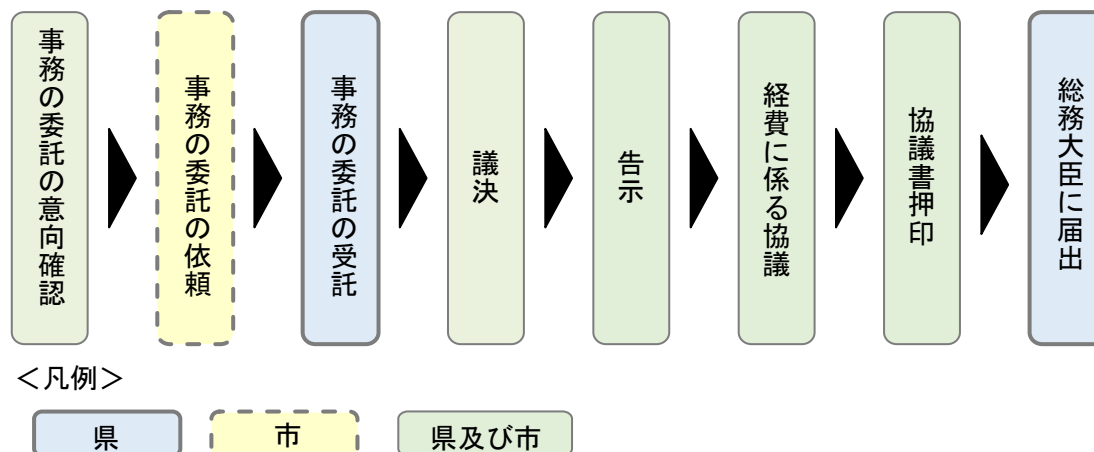 事務の委託の意向確認
事務の委託の依頼
事務の委託の受託
議決
告示
経費に係る協議
協議書押印
総務大臣に届出
＜凡例＞
県
市
県及び市